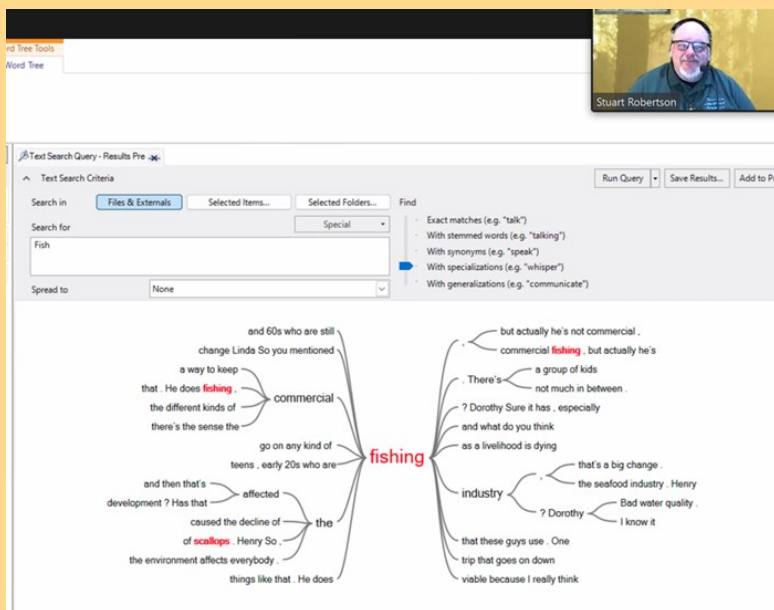 rd Tree Tools
Word Tree
Stuart Robertson
Text Search Query - Results Pre
Text Search Criteria
Run Query
Save Results...
Add to Pr
Search in
Files & Externals
Selected Items...
Selected Folders...
Find
Search for
Special
Exact matches (e.g. "talk")
With stemmed words (e.g. "talking")
Fish
With synonyms (e.g. "speak")
With specializations (e.g. "whisper")
With generalizations (e.g. "communicate")
Spread to
None
and 60s who are still
change Linda So you mentioned
a way to keep
that . He does fishing ,
the different kinds of
there's the sense the
commercial
go on any kind of
teens , early 20s who are
and then that's
development ? Has that
affected
caused the decline of
of scallops . Henry So ,
the environment affects everybody .
the
things like that . He does
fishing
,
but actually he's not commercial ,
commercial fishing , but actually he's
. There's
a group of kids
not much in between .
? Dorothy Sure it has , especially
and what do you think
as a livelihood is dying
industry
,
that's a big change .
the seafood industry . Henry
? Dorothy
Bad water quality .
I know it
that these guys use . One
trip that goes on down
viable because I really think